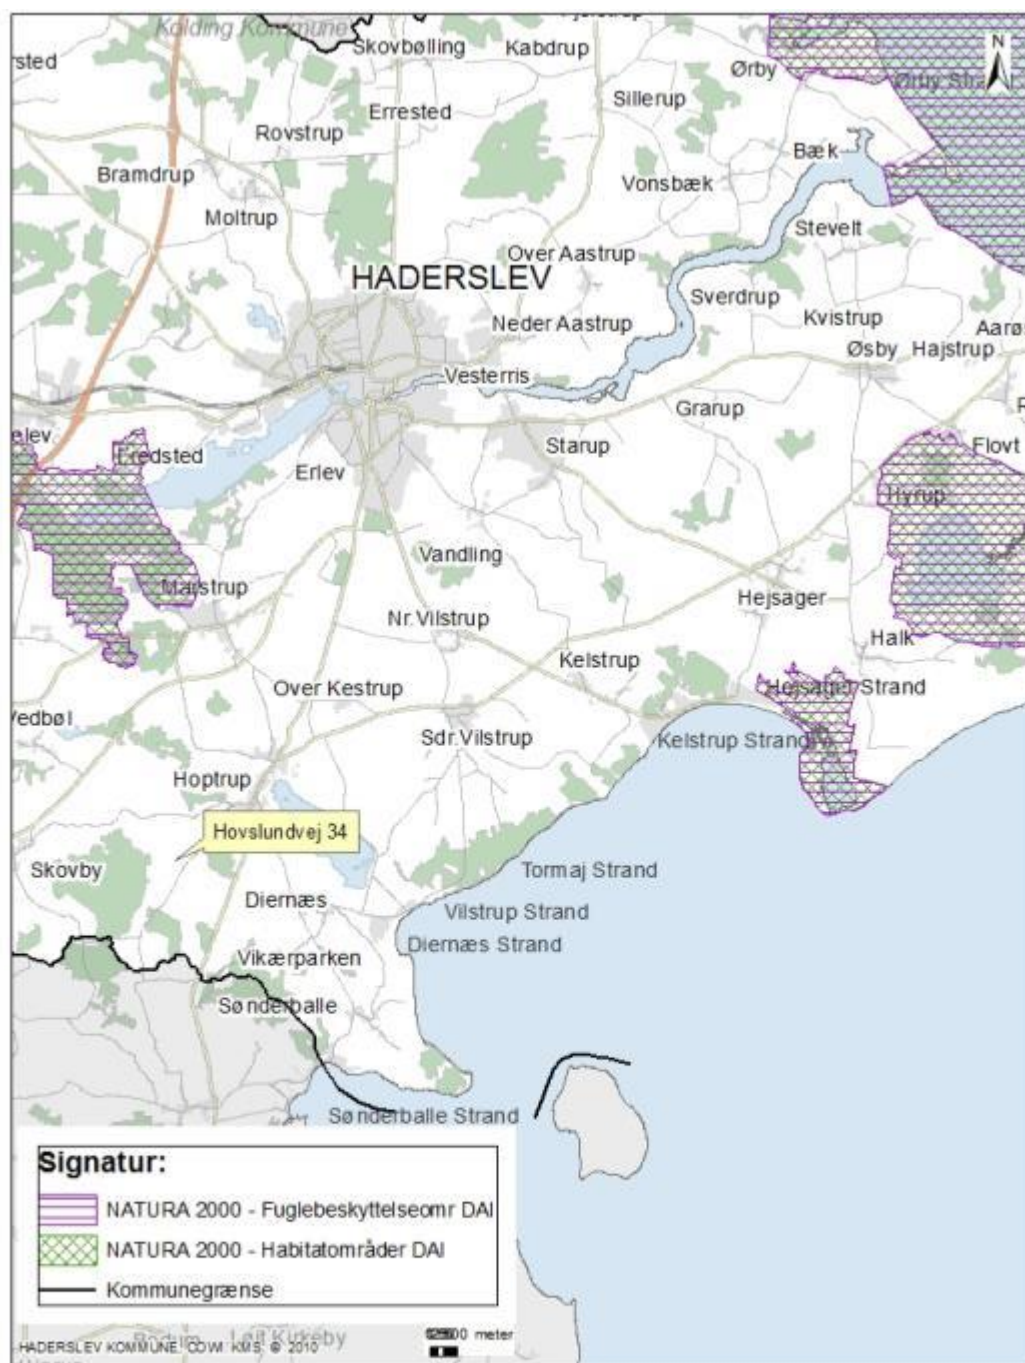 Kolding Kommune
Skovbølling
Kabdrup
Ørby
Errested
Sillerup
Rovstrup
Bæk
Bramdrup
Vonsbæk
Moltrup
Stevelt
Over Aastrup
HADERSLEV
Sverdrup
Neder Aastrup
Kvistrup
Øsby
Hajstrup
Vesterris
Grarup
Starup
Flovt
Erlev
Hyrup
Vandling
Marstrup
Hejsager
Nr.Vilstrup
Halk
Kelstrup
Over Kestrup
Hejsager Strand
Vedbøl
Sdr.Vilstrup
Kelstrup Strand
Hoptrup
Hovslundvej 34
Skovby
Tormaj Strand
Diernæs
Vilstrup Strand
Diernæs Strand
Vikærparken
Sønderballe
Sønderballe Strand
Signatur:
NATURA 2000 - Fuglebeskyttelseomr DAI
NATURA 2000 - Habitatområder DAI
Kommunegrænse
Løjt Kirkeby
meter
HADERSLEV KOMMUNE, COWI, KMS, © 2010
N